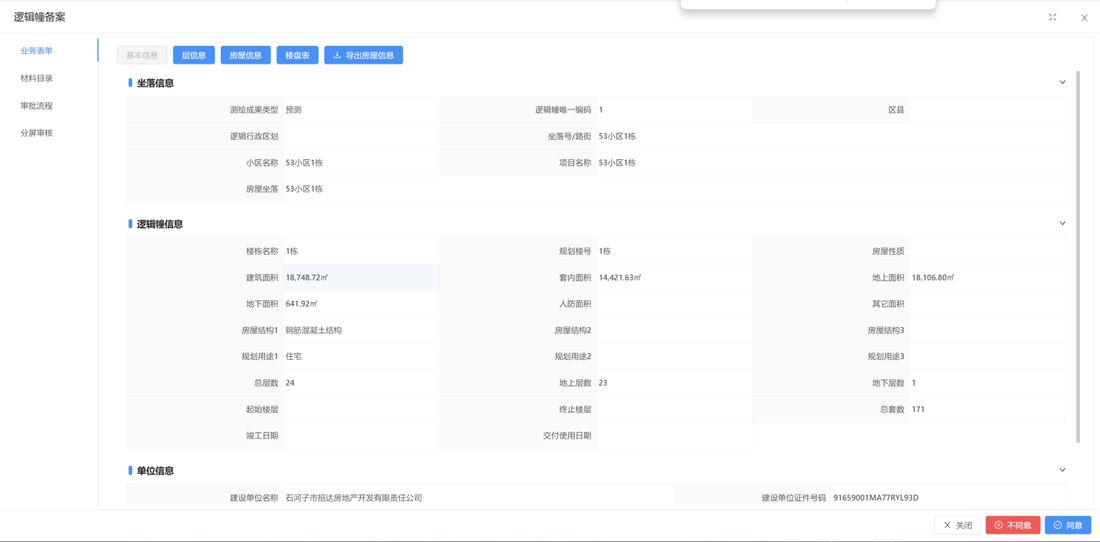 逻辑幢备案
业务表单
材料目录
审批流程
分屏审核
基本信息 层信息 房屋信息 楼盘表 导出房屋信息
坐落信息
测绘成果类型 预测 逻辑幢唯一编码 1 区县
逻辑行政区划 坐落号/路街 53小区1栋
小区名称 53小区1栋 项目名称 53小区1栋
房屋坐落 53小区1栋
逻辑幢信息
楼栋名称 1栋 规划楼号 1栋 房屋性质
建筑面积 18,748.72㎡ 套内面积 14,421.63㎡ 地上面积 18,106.80㎡
地下面积 641.92㎡ 人防面积 其它面积
房屋结构1 钢筋混凝土结构 房屋结构2 房屋结构3
规划用途1 住宅 规划用途2 规划用途3
总层数 24 地上层数 23 地下层数 1
起始楼层 终止楼层 总套数 171
竣工日期 交付使用日期
单位信息
建设单位名称 石河子市招达房地产开发有限责任公司 建设单位证件号码 91659001MA77RYL93D
关闭 不同意 同意